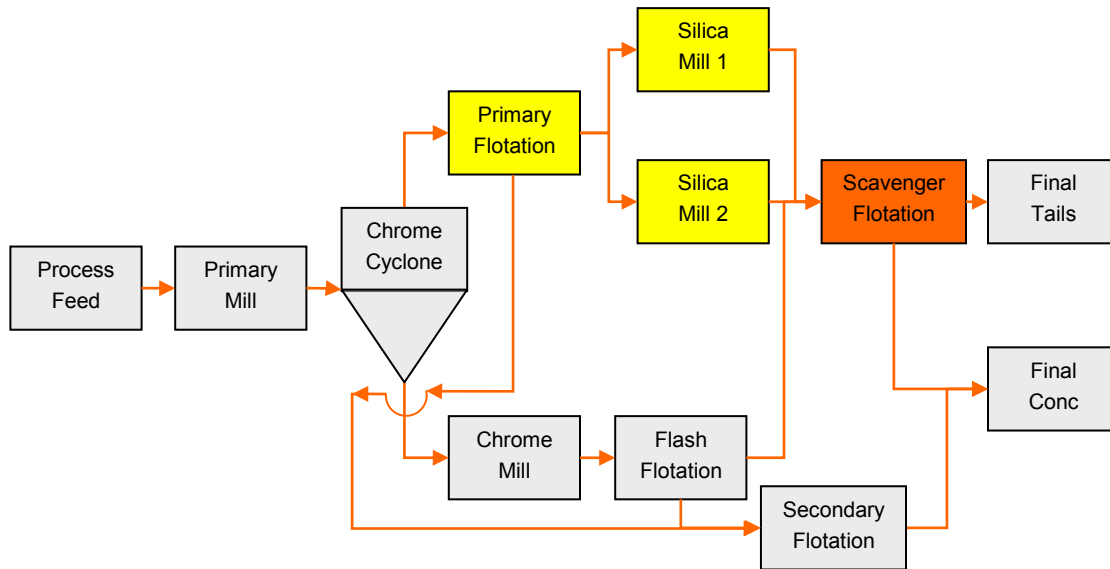 Silica
Mill 1
Primary
Flotation
Silica
Mill 2
Scavenger
Flotation
Final
Tails
Chrome
Cyclone
Process
Feed
Primary
Mill
Final
Conc
Chrome
Mill
Flash
Flotation
Secondary
Flotation